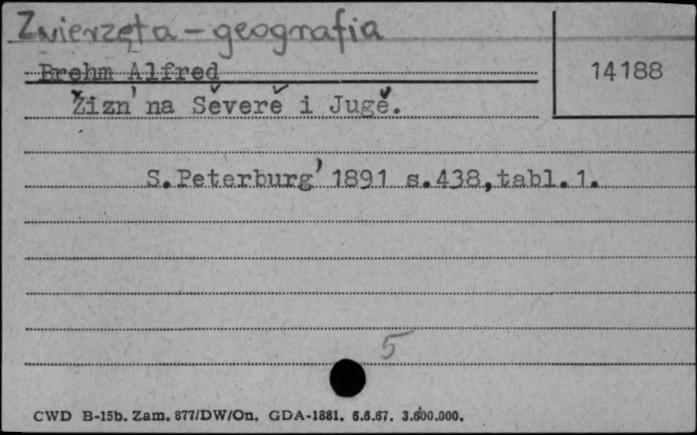 Zwierzęta - geografia
Brehm Alfred
14188
Žizn' na Sěverě i Jugě.
S.Peterburg' 1891 s.438,tabl.1.
5
CWD B-15b. Zam. 877/DW/On. GDA-1881. 6.6.67. 3.600.000.